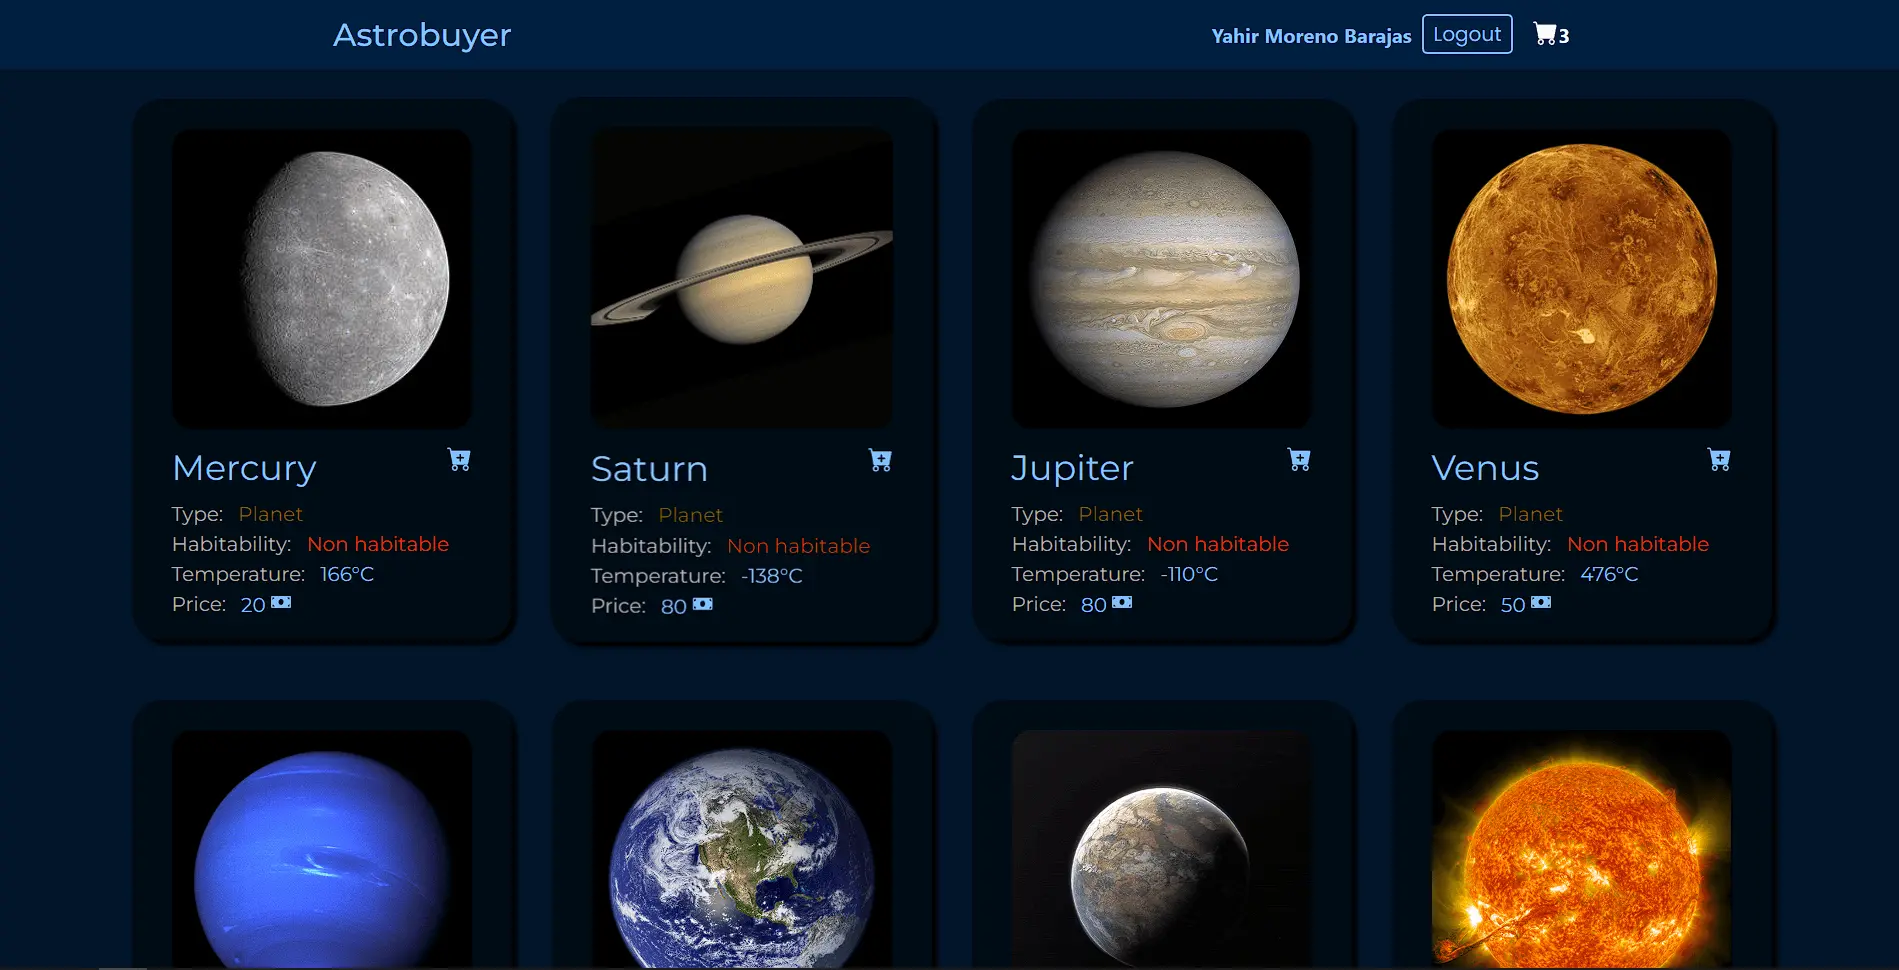 Astrobuyer
Yahir Moreno Barajas Logout 3
Mercury
Type: Planet
Habitability: Non habitable
Temperature: 166°C
Price: 20
Saturn
Type: Planet
Habitability: Non habitable
Temperature: -138°C
Price: 80
Jupiter
Type: Planet
Habitability: Non habitable
Temperature: -110°C
Price: 80
Venus
Type: Planet
Habitability: Non habitable
Temperature: 476°C
Price: 50